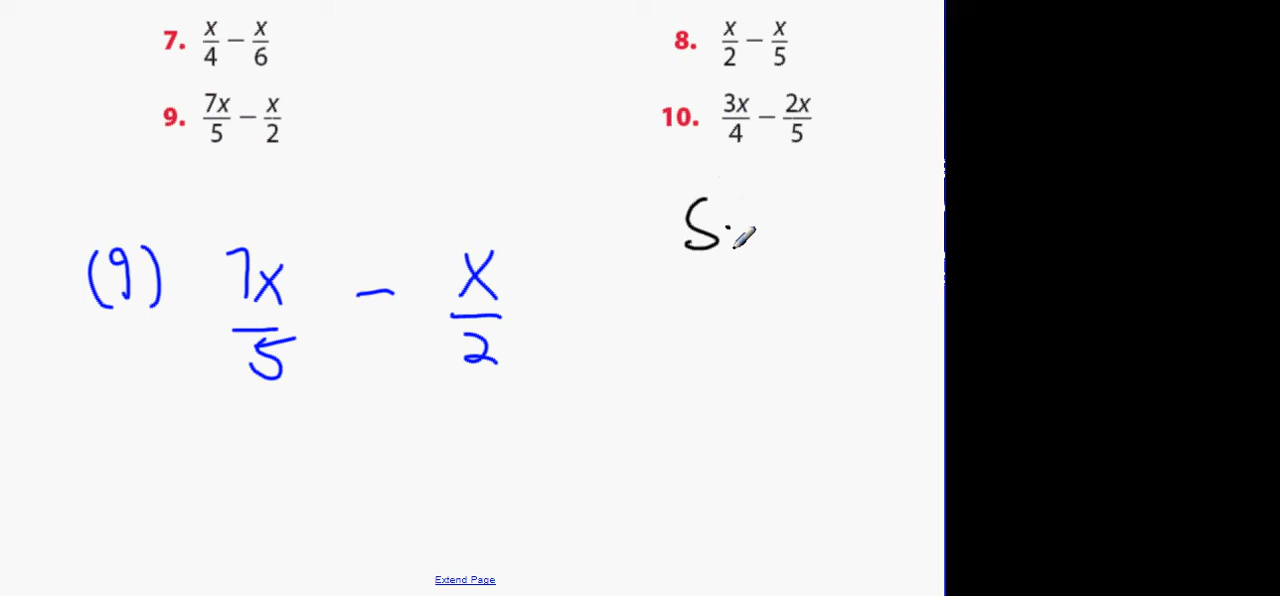 7. x/4 − x/6
8. x/2 − x/5
9. 7x/5 − x/2
10. 3x/4 − 2x/5
S.
(9) 7x/5 − x/2
Extend Page